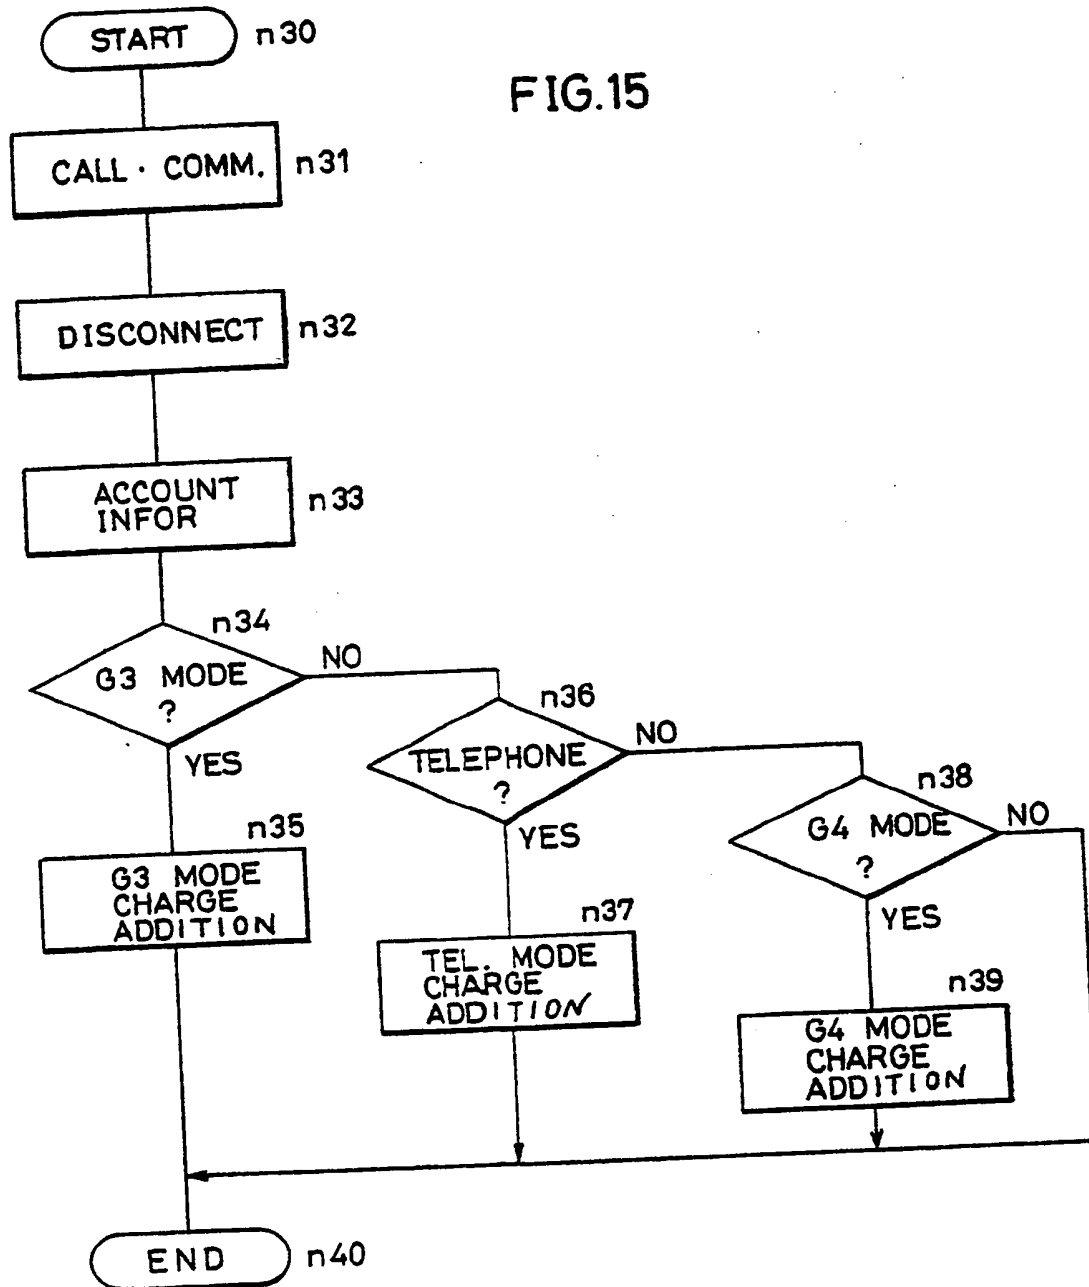 START n30
FIG.15
CALL · COMM. n31
DISCONNECT n32
ACCOUNT
INFOR
n33
n34
G3 MODE
?
NO
YES
n36
TELEPHONE
?
NO
YES
n38
G4 MODE
?
NO
YES
n35
G3 MODE
CHARGE
ADDITION
n37
TEL. MODE
CHARGE
ADDITION
n39
G4 MODE
CHARGE
ADDITION
END n40